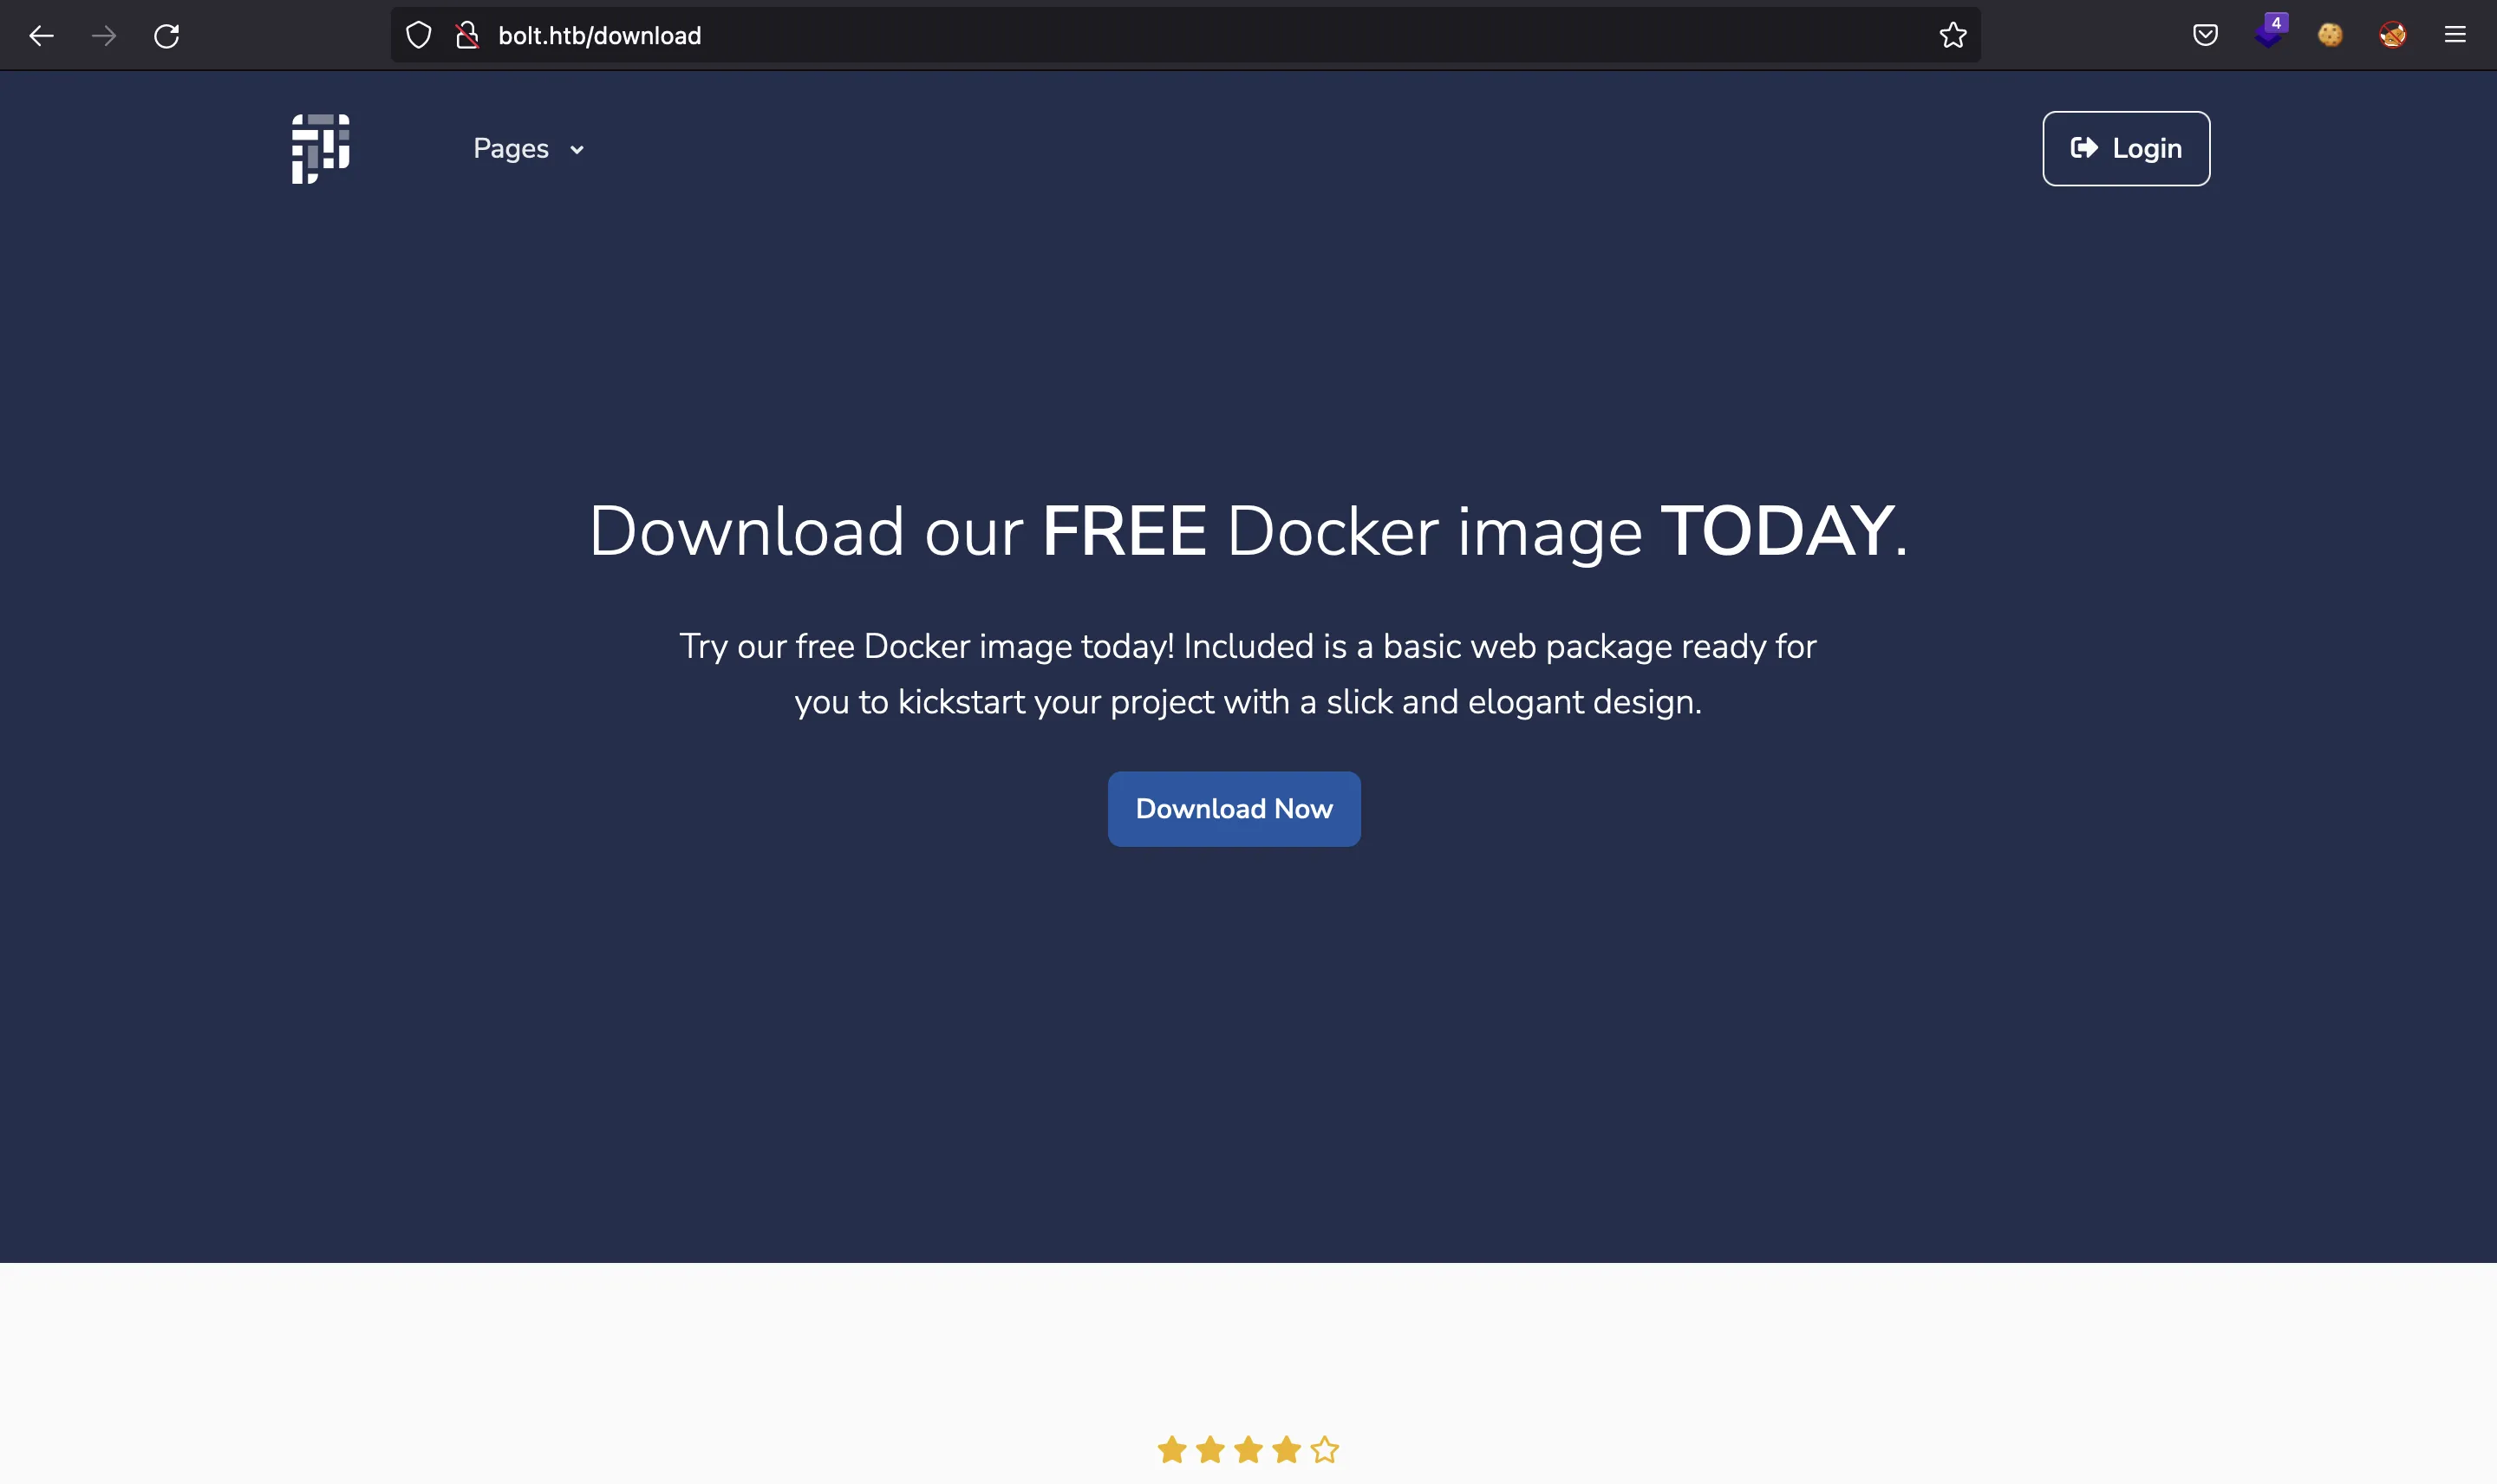 bolt.htb/download
4
Pages
Login
Download our FREE Docker image TODAY.
Try our free Docker image today! Included is a basic web package ready for
you to kickstart your project with a slick and elogant design.
Download Now